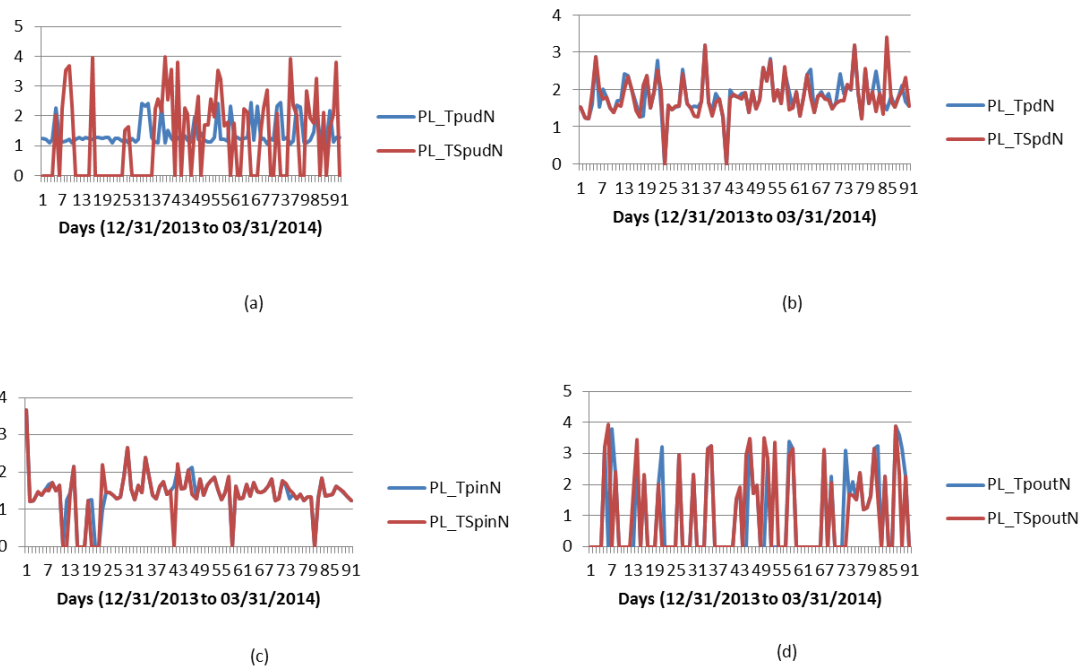 5
4
3
2
1
0
1 7 13 19 25 31 37 43 49 55 61 67 73 79 85 91
Days (12/31/2013 to 03/31/2014)
PL_TpudN
PL_TSpudN
(a)
4
3
2
1
0
1 7 13 19 25 31 37 43 49 55 61 67 73 79 85 91
Days (12/31/2013 to 03/31/2014)
PL_TpdN
PL_TSpdN
(b)
4
3
2
1
0
1 7 13 19 25 31 37 43 49 55 61 67 73 79 85 91
Days (12/31/2013 to 03/31/2014)
PL_TpinN
PL_TSpinN
(c)
5
4
3
2
1
0
1 7 13 19 25 31 37 43 49 55 61 67 73 79 85 91
Days (12/31/2013 to 03/31/2014)
PL_TpoutN
PL_TSpoutN
(d)